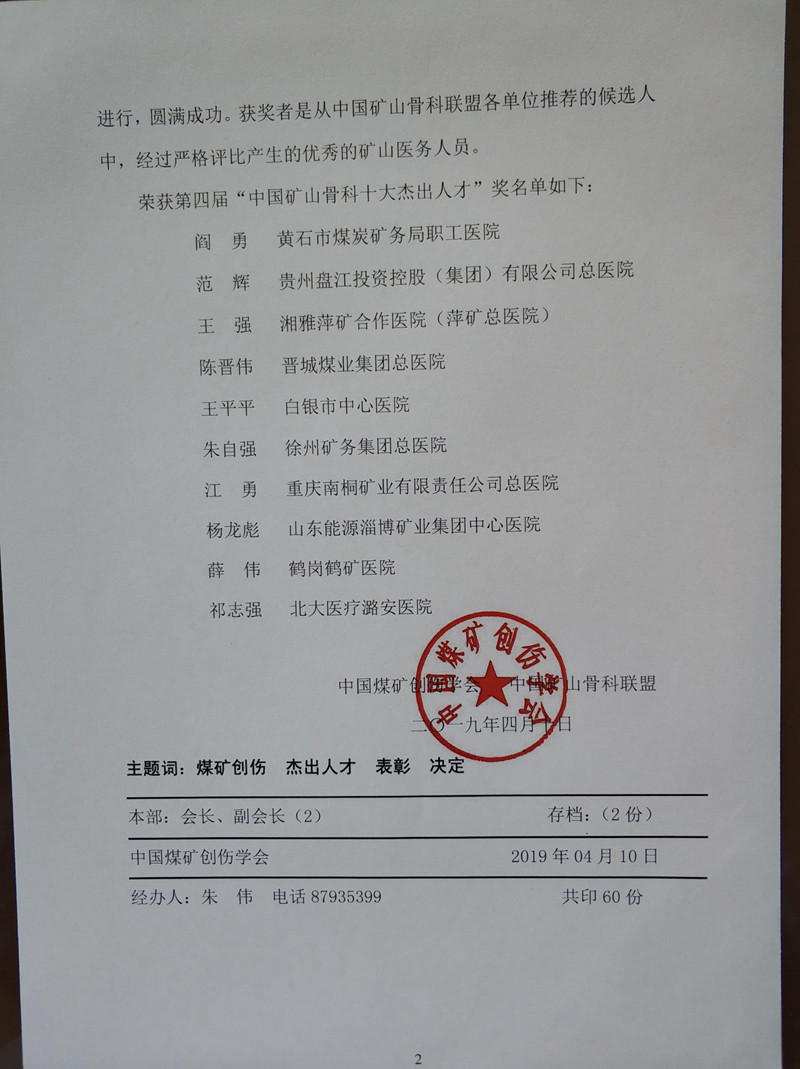 进行，圆满成功。获奖者是从中国矿山骨科联盟各单位推荐的候选人
中，经过严格评比产生的优秀的矿山医务人员。
荣获第四届“中国矿山骨科十大杰出人才”奖名单如下：
阎　勇　黄石市煤炭矿务局职工医院
范　辉　贵州盘江投资控股（集团）有限公司总医院
王　强　湘雅萍矿合作医院（萍矿总医院）
陈晋伟　晋城煤业集团总医院
王平平　白银市中心医院
朱自强　徐州矿务集团总医院
江　勇　重庆南桐矿业有限责任公司总医院
杨龙彪　山东能源淄博矿业集团中心医院
薛　伟　鹤岗鹤矿医院
祁志强　北大医疗潞安医院
中国煤矿创伤学会
中国煤矿创伤学会　中国矿山骨科联盟
二〇一九年四月十日
主题词：煤矿创伤　杰出人才　表彰　决定
本部：会长、副会长（2）　存档：（2 份）
中国煤矿创伤学会　2019 年 04 月 10 日
经办人：朱　伟　电话 87935399　共印 60 份
2